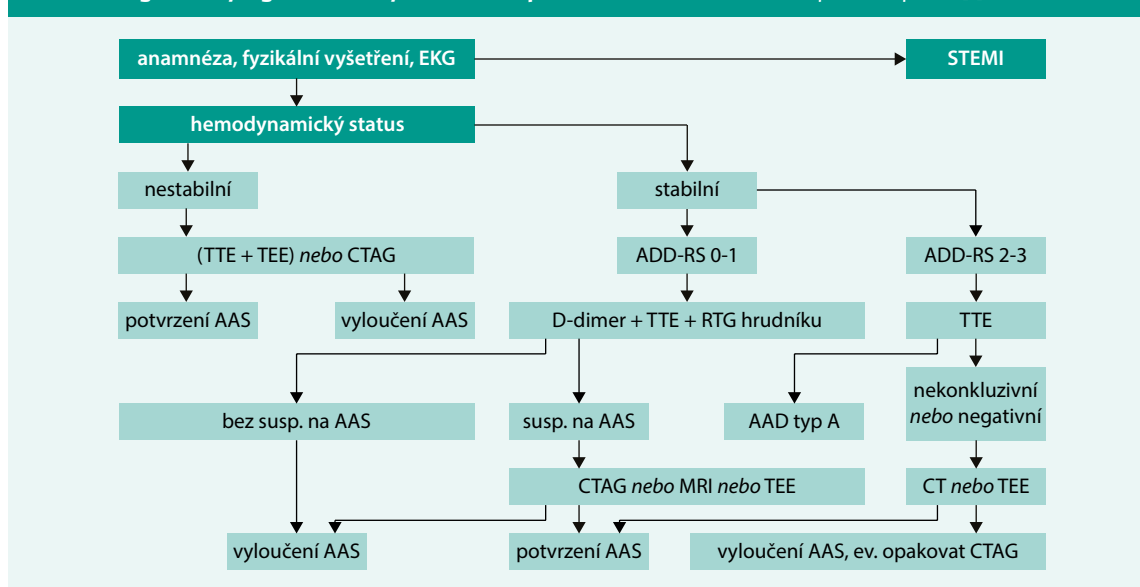 anamnéza, fyzikální vyšetření, EKG
STEMI
hemodynamický status
nestabilní
stabilní
(TTE + TEE) nebo CTAG
ADD-RS 0-1
ADD-RS 2-3
potvrzení AAS
vyloučení AAS
D-dimer + TTE + RTG hrudníku
TTE
bez susp. na AAS
susp. na AAS
AAD typ A
nekonkluzivní
nebo negativní
CTAG nebo MRI nebo TEE
CT nebo TEE
vyloučení AAS
potvrzení AAS
vyloučení AAS, ev. opakovat CTAG